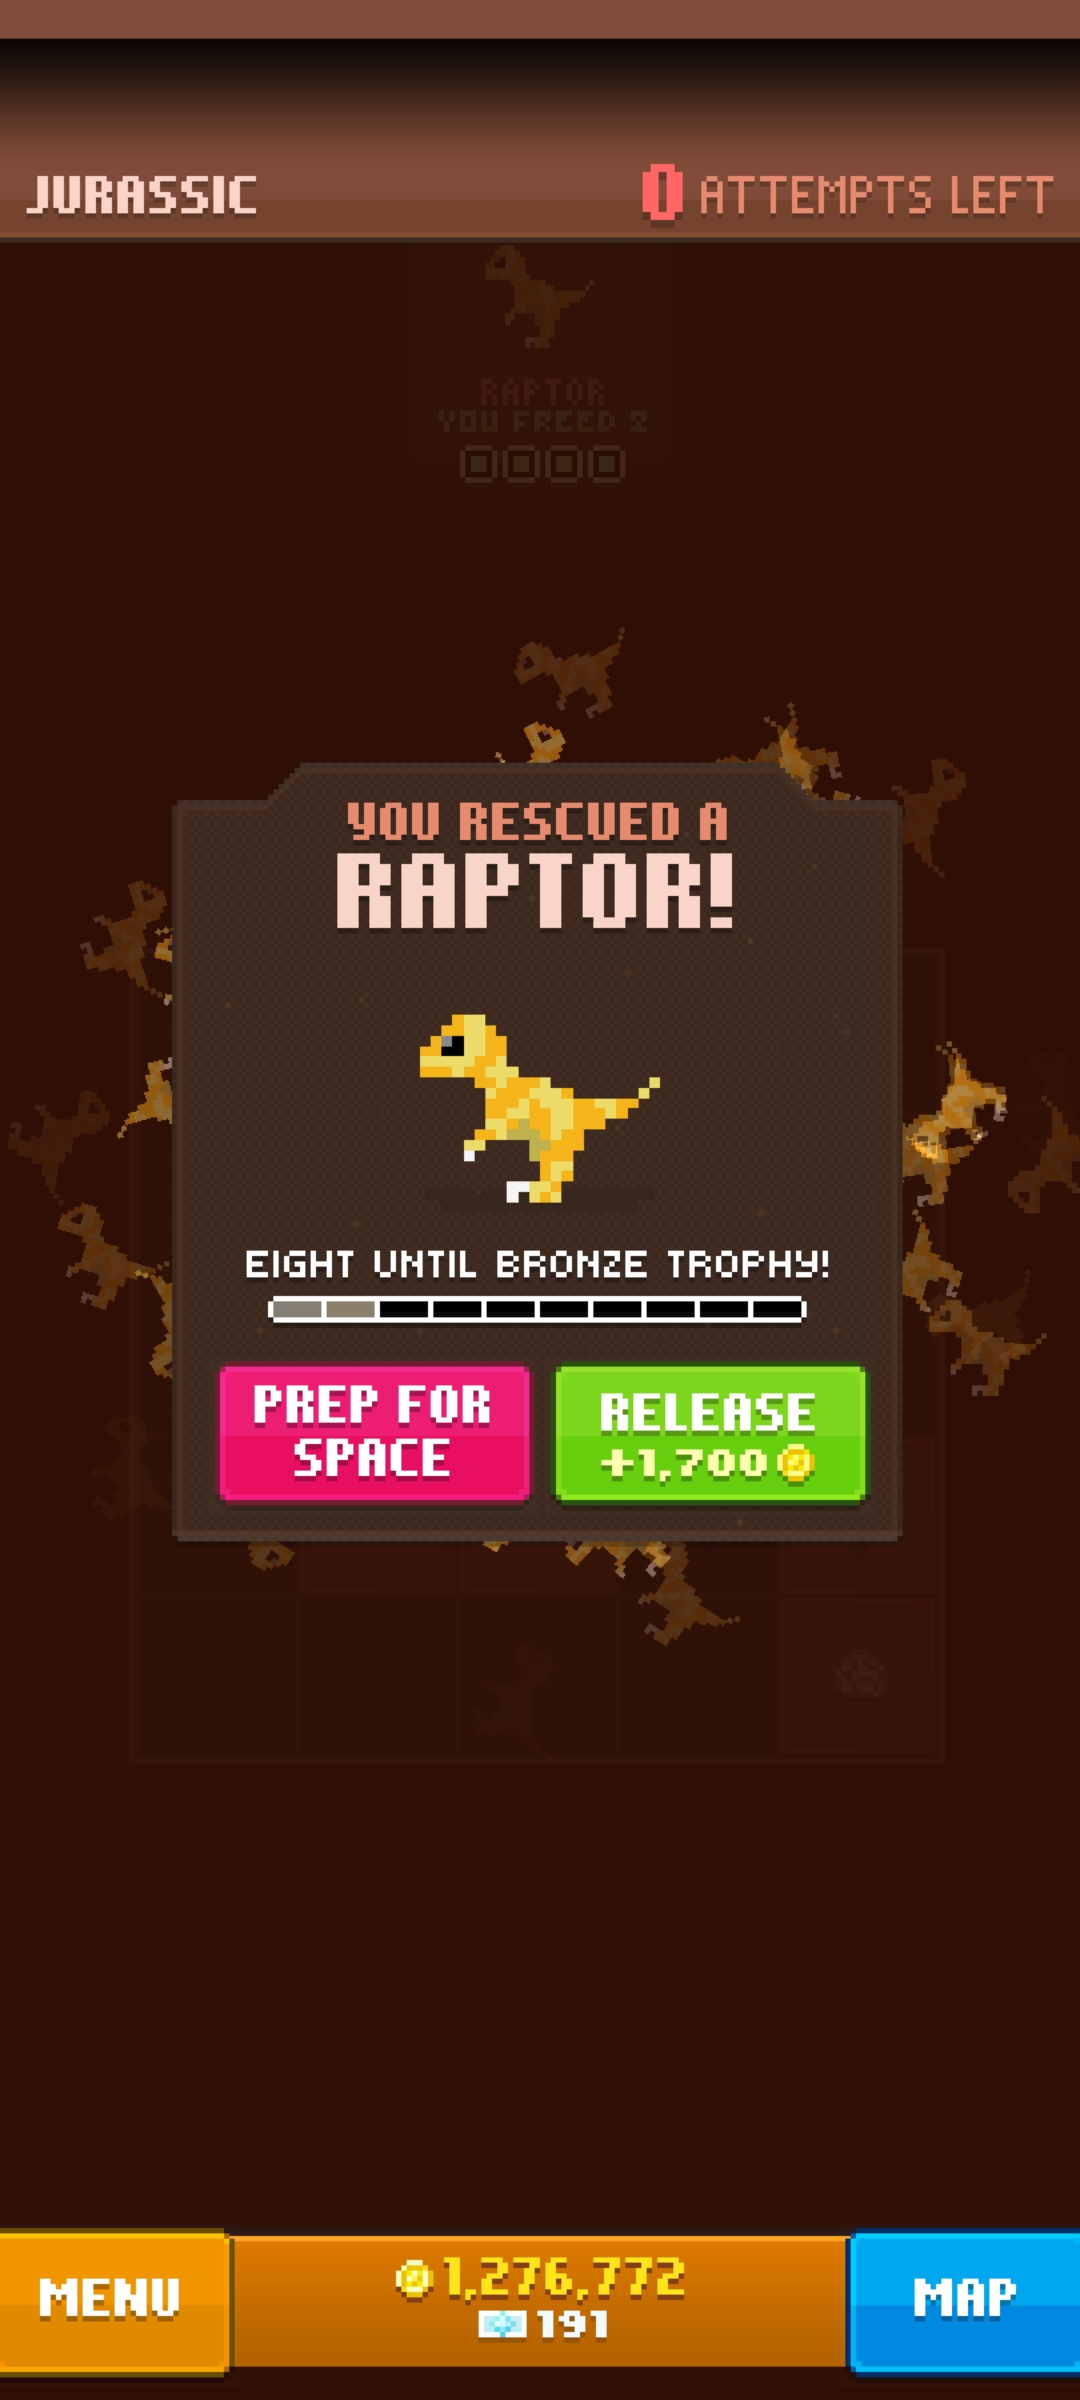 JURASSIC
0 ATTEMPTS LEFT
RAPTOR
YOU FREED 2
YOU RESCUED A
RAPTOR!
EIGHT UNTIL BRONZE TROPHY!
PREP FOR
SPACE
RELEASE
+1,700
MENU
1,276,772
191
MAP